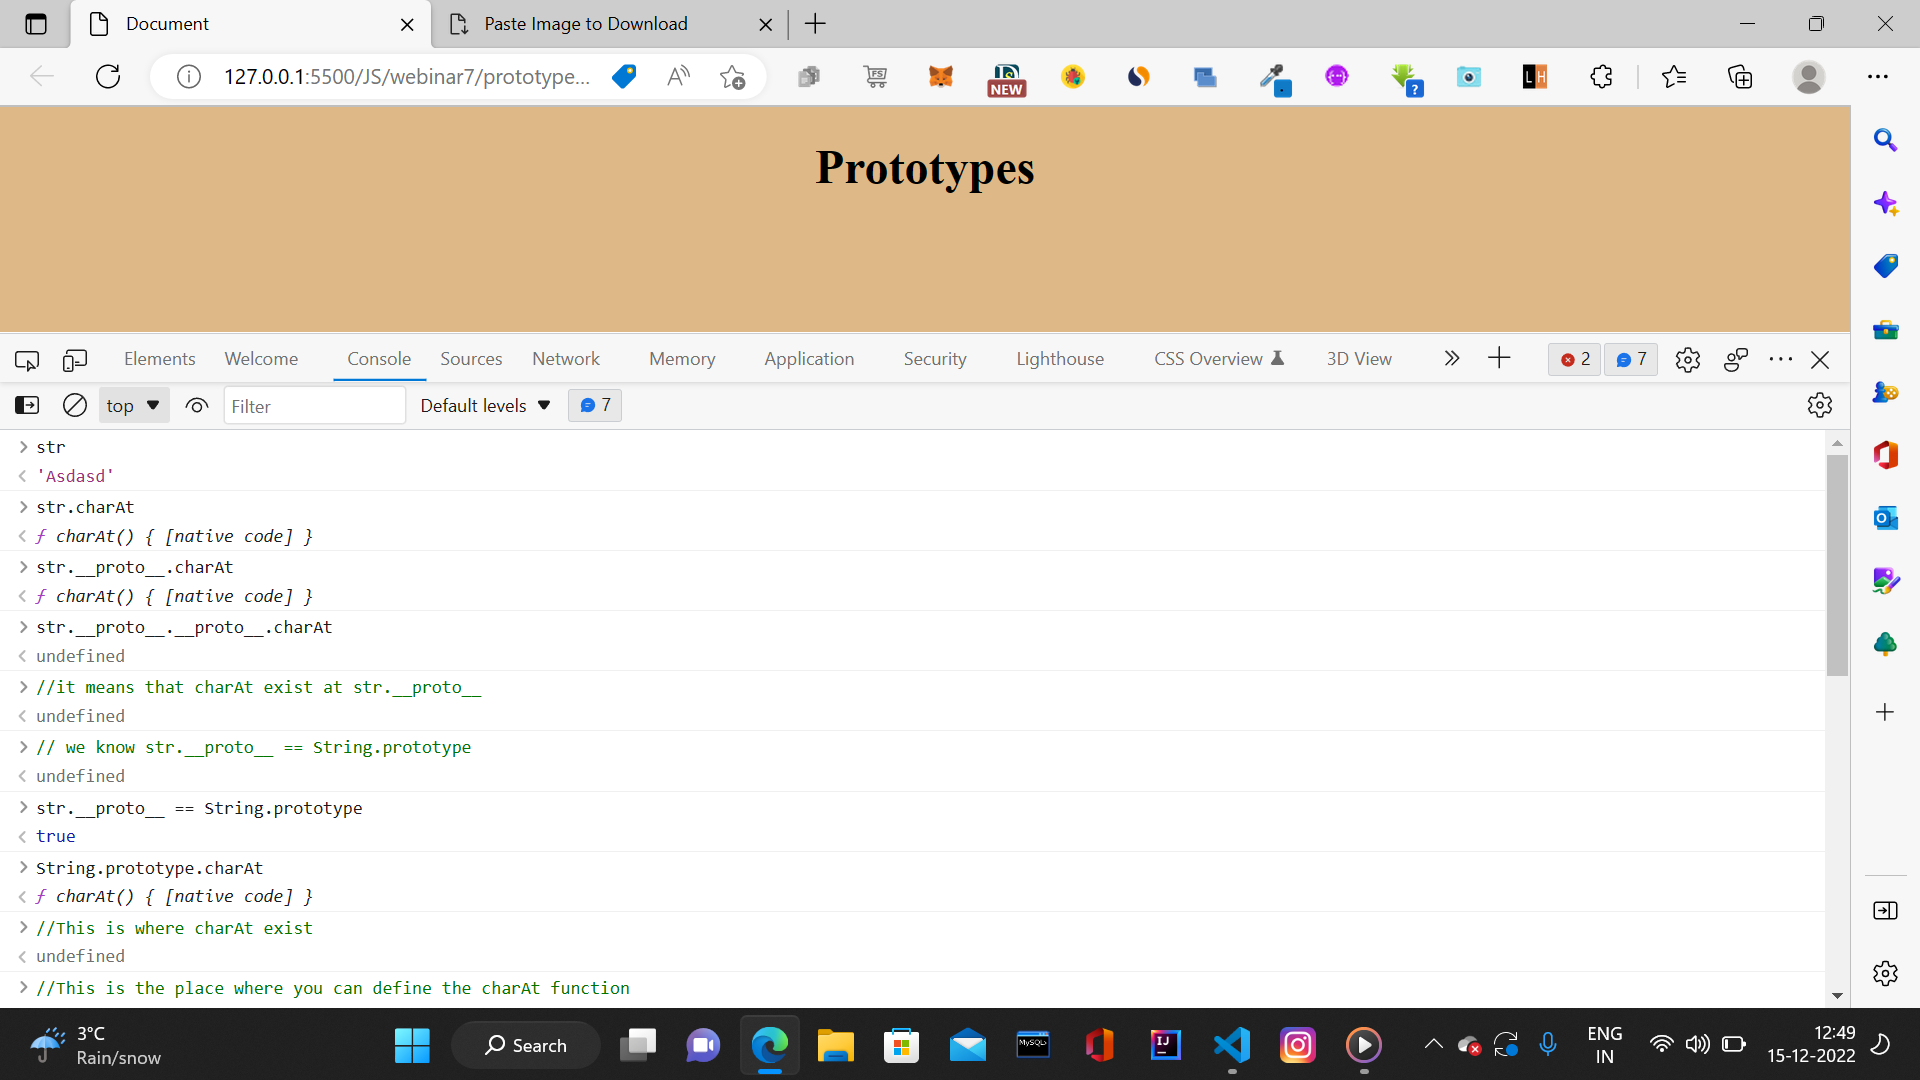 Document
Paste Image to Download
127.0.0.1:5500/JS/webinar7/prototype...
NEW
Prototypes
Elements Welcome Console Sources Network Memory Application Security Lighthouse CSS Overview 3D View 2 7
top Filter Default levels 7
str
'Asdasd'
str.charAt
ƒ charAt() { [native code] }
str.__proto__.charAt
ƒ charAt() { [native code] }
str.__proto__.__proto__.charAt
undefined
//it means that charAt exist at str.__proto__
undefined
// we know str.__proto__ == String.prototype
undefined
str.__proto__ == String.prototype
true
String.prototype.charAt
ƒ charAt() { [native code] }
//This is where charAt exist
undefined
//This is the place where you can define the charAt function
3°C
Rain/snow
Search
MySQL
IJ
ENG
IN
12:49
15-12-2022